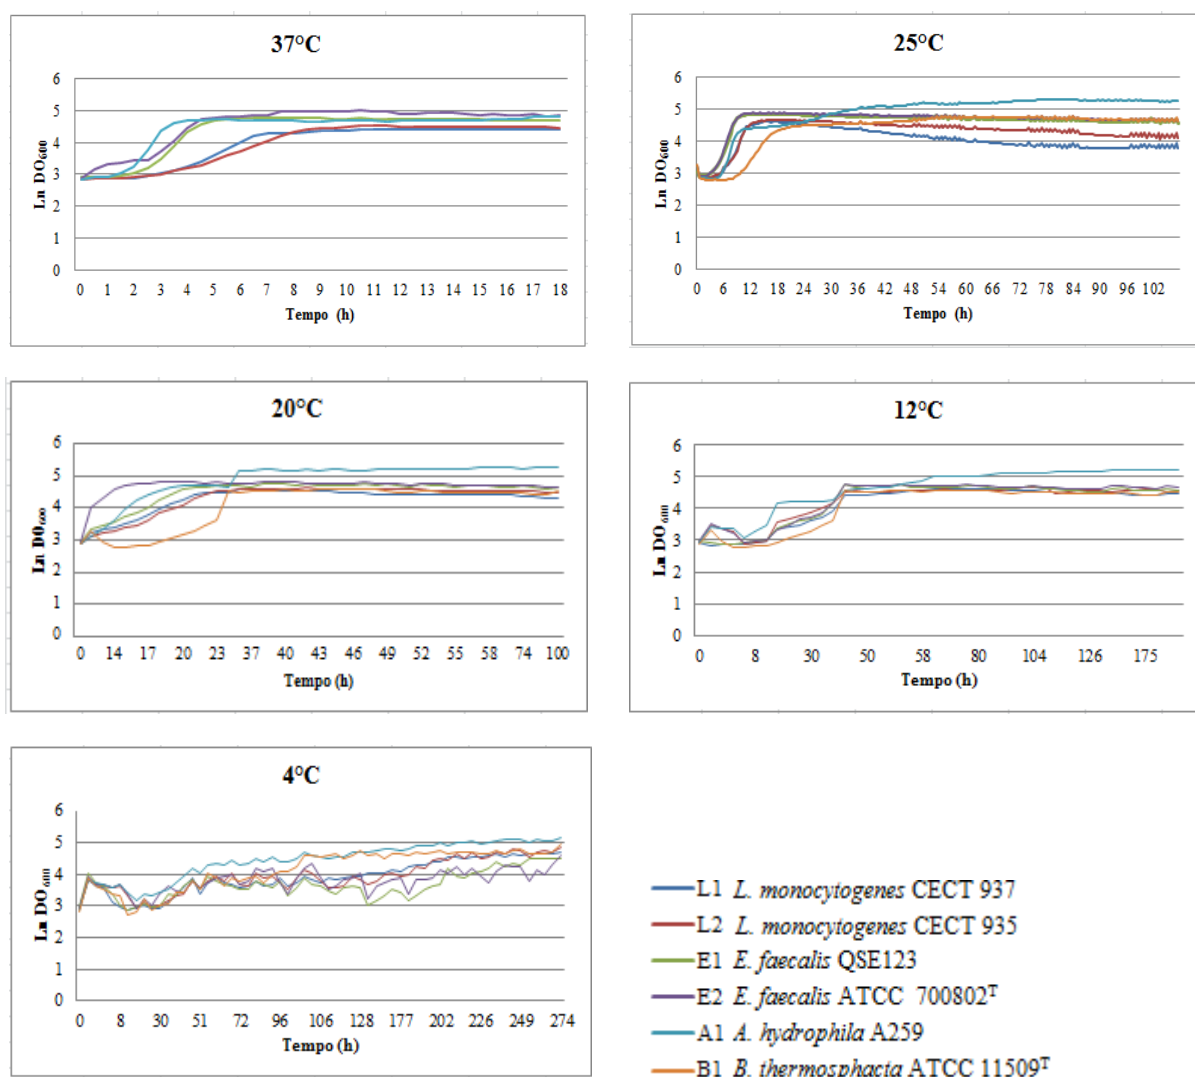 37°C
6
5
4
3
2
1
0
Ln DO600
0 1 2 3 4 5 6 7 8 9 10 11 12 13 14 15 16 17 18
Tempo (h)
25°C
6
5
4
3
2
1
0
Ln DO600
0 6 12 18 24 30 36 42 48 54 60 66 72 78 84 90 96 102
Tempo (h)
20°C
6
5
4
3
2
1
0
Ln DO600
0 14 17 20 23 37 40 43 46 49 52 55 58 74 100
Tempo (h)
12°C
6
5
4
3
2
1
0
Ln DO600
0 8 30 50 58 80 104 126 175
Tempo (h)
4°C
6
5
4
3
2
1
0
Ln DO600
0 8 30 51 72 96 106 128 177 202 226 249 274
Tempo (h)
L1 L. monocytogenes CECT 937
L2 L. monocytogenes CECT 935
E1 E. faecalis QSE123
E2 E. faecalis ATCC 700802T
A1 A. hydrophila A259
B1 B. thermosphacta ATCC 11509T